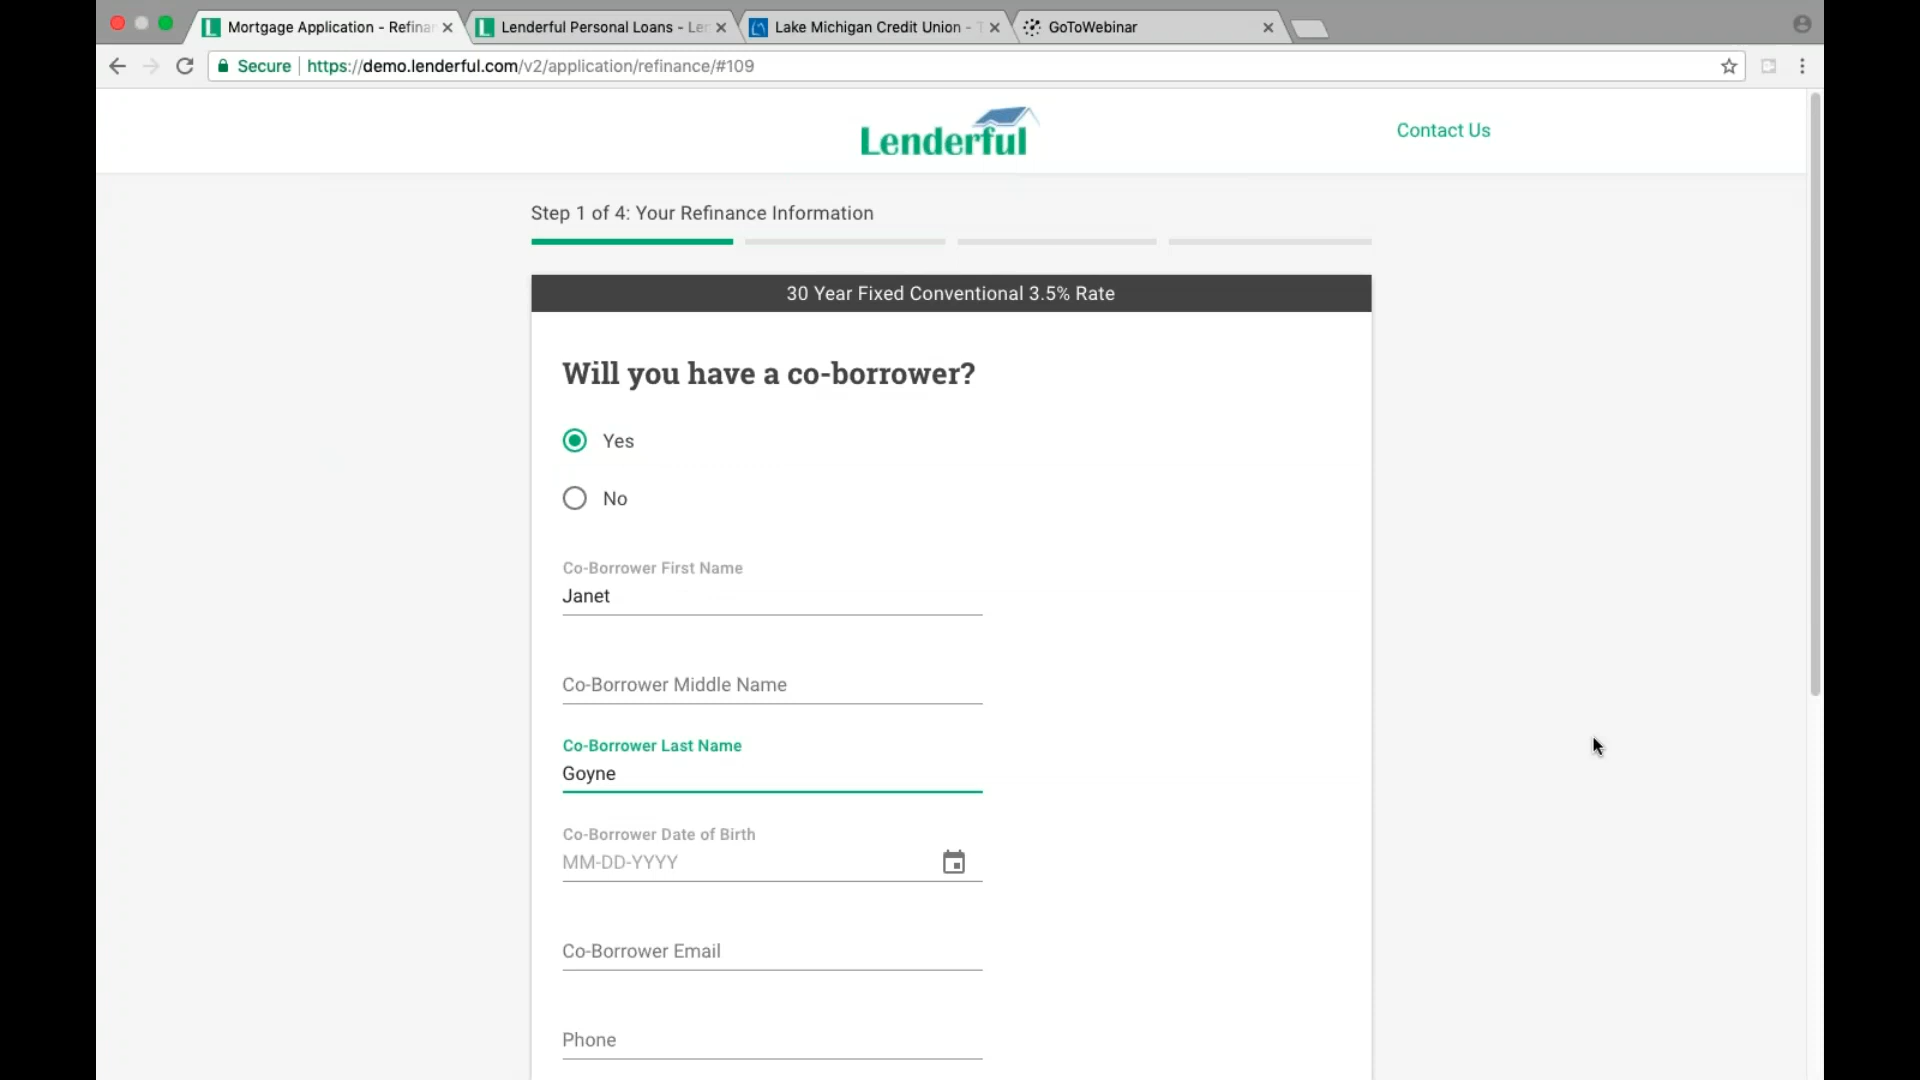 Mortgage Application - Refinan
Lenderful Personal Loans - Len
Lake Michigan Credit Union - T
GoToWebinar
Secure
https://demo.lenderful.com/v2/application/refinance/#109
Lenderful
Contact Us
Step 1 of 4: Your Refinance Information
30 Year Fixed Conventional 3.5% Rate
Will you have a co-borrower?
Yes
No
Co-Borrower First Name
Janet
Co-Borrower Middle Name
Co-Borrower Last Name
Goyne
Co-Borrower Date of Birth
MM-DD-YYYY
Co-Borrower Email
Phone